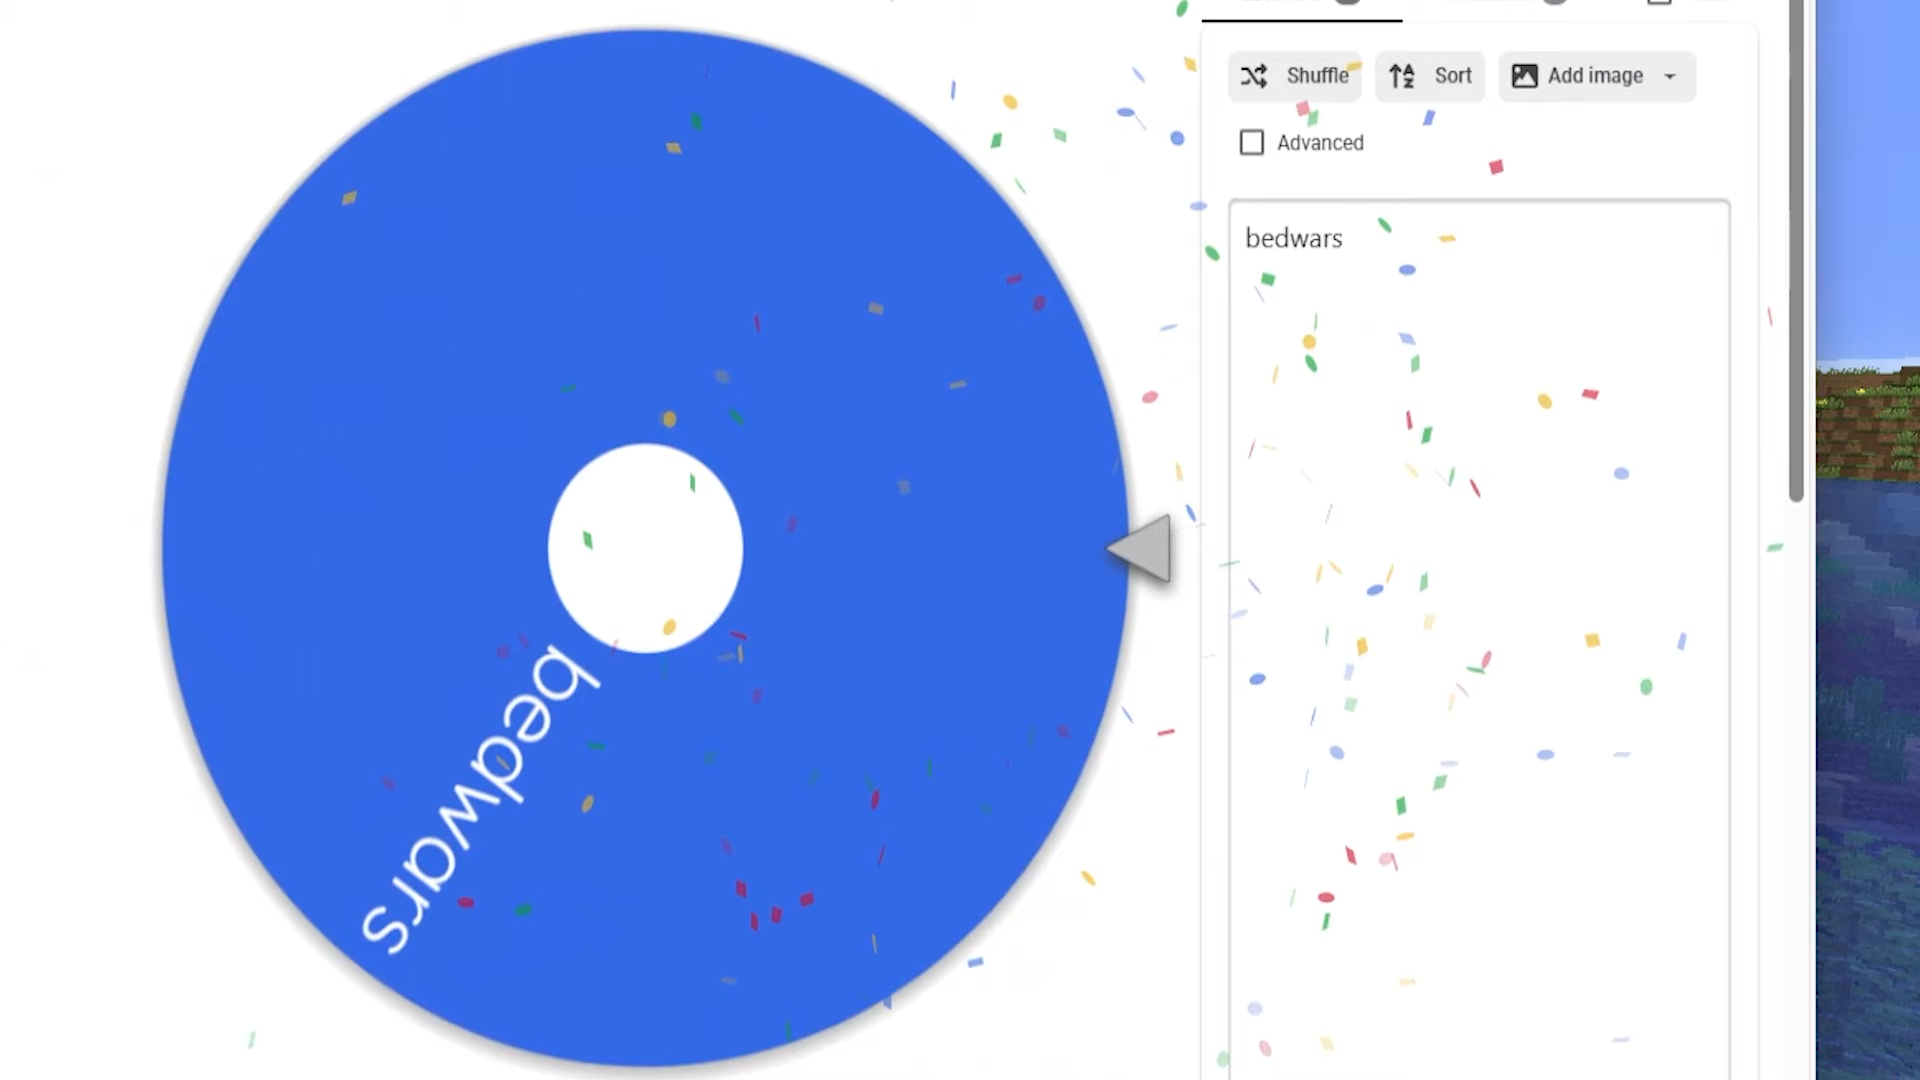 Shuffle
Sort
Add image
Advanced
bedwars
bedwars